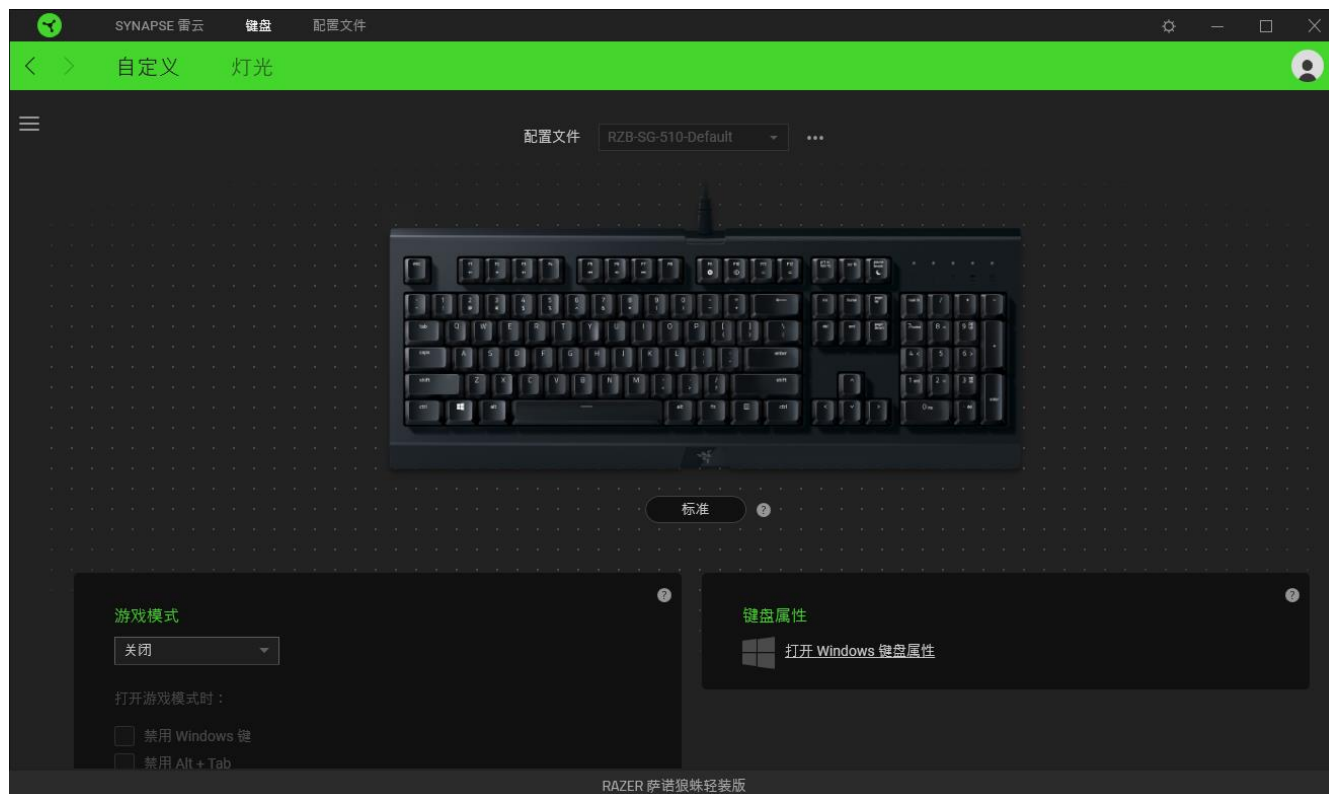 SYNAPSE 雷云 键盘 配置文件
自定义 灯光
配置文件 RZB-SG-510-Default
标准
游戏模式
关闭
打开游戏模式时：
禁用 Windows 键
禁用 Alt + Tab
键盘属性
打开 Windows 键盘属性
RAZER 萨诺狼蛛轻装版